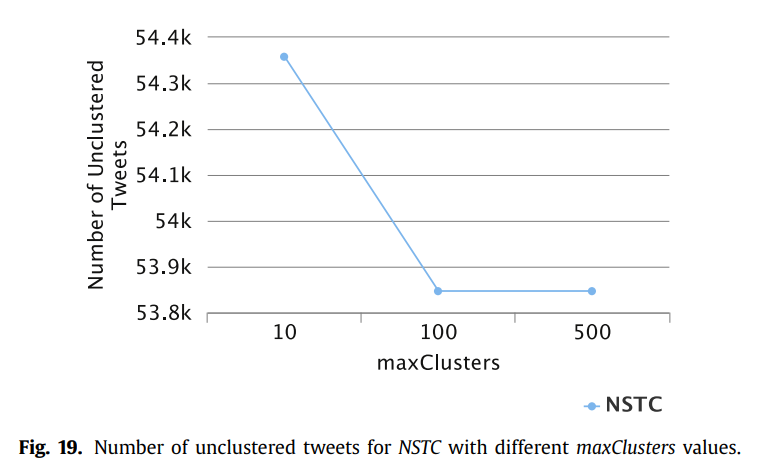 54.4k
54.3k
54.2k
54.1k
54k
53.9k
53.8k
Number of Unclustered
Tweets
10 100 500
maxClusters
NSTC
Fig. 19. Number of unclustered tweets for NSTC with different maxClusters values.